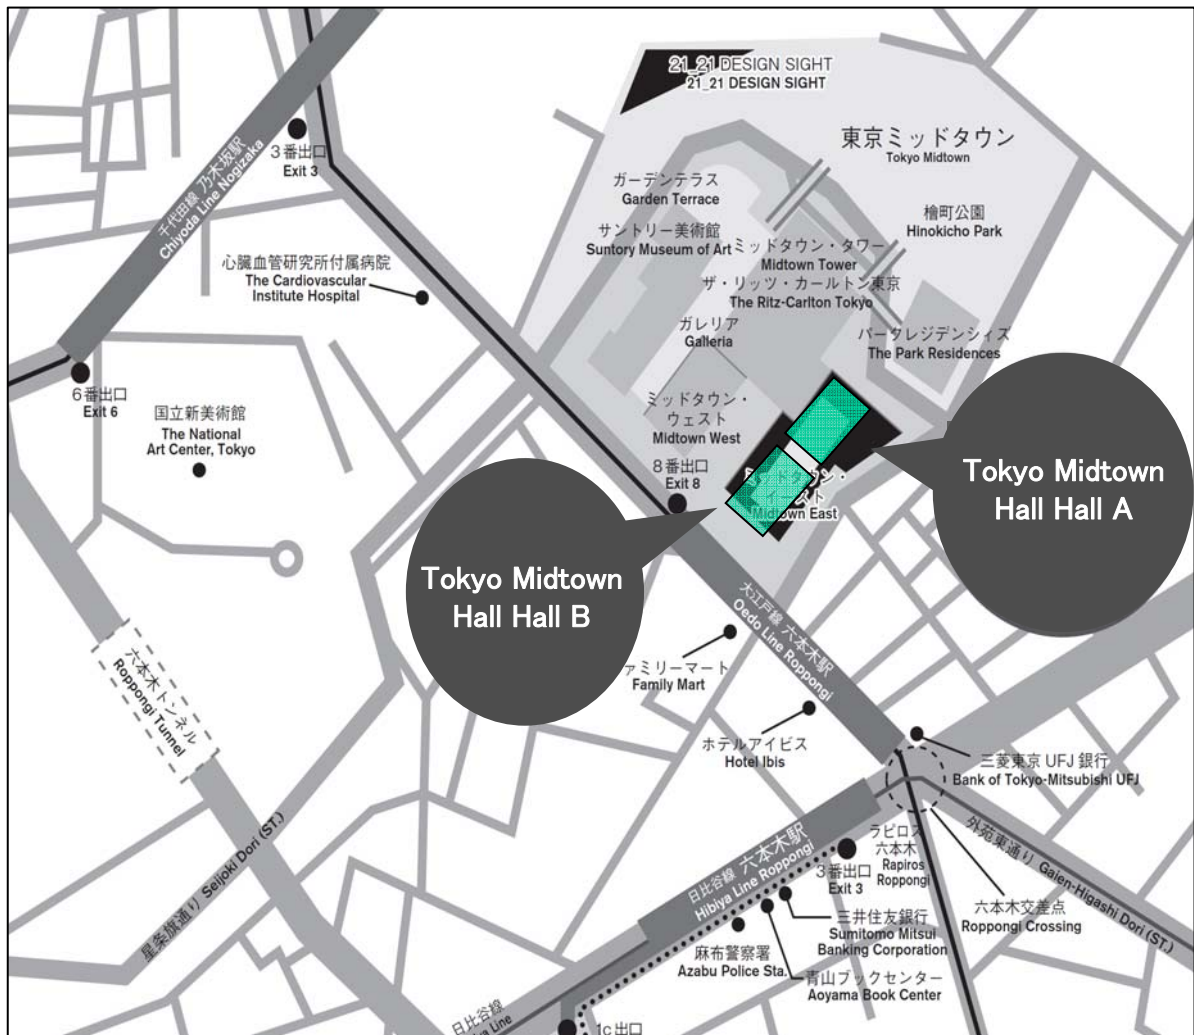 21_21 DESIGN SIGHT
21_21 DESIGN SIGHT
東京ミッドタウン
Tokyo Midtown
3番出口
Exit 3
千代田線 乃木坂駅
Chiyoda Line Nogizaka
ガーデンテラス
Garden Terrace
檜町公園
Hinokicho Park
サントリー美術館
Suntory Museum of Art
ミッドタウン・タワー
Midtown Tower
心臓血管研究所付属病院
The Cardiovascular
Institute Hospital
ザ・リッツ・カールトン東京
The Ritz-Carlton Tokyo
ガレリア
Galleria
パークレジデンシィズ
The Park Residences
6番出口
Exit 6
国立新美術館
The National
Art Center, Tokyo
ミッドタウン・
ウェスト
Midtown West
8番出口
Exit 8
ミッドタウン・
イースト
Midtown East
Tokyo Midtown
Hall Hall A
Tokyo Midtown
Hall Hall B
大江戸線 六本木駅
Oedo Line Roppongi
ァミリーマート
Family Mart
六本木トンネル
Roppongi Tunnel
ホテルアイビス
Hotel Ibis
三菱東京 UFJ 銀行
Bank of Tokyo-Mitsubishi UFJ
星条旗通り Seijoki Dori (ST.)
日比谷線 六本木駅
Hibiya Line Roppongi
ラピロス
六本木
Rapiros
Roppongi
3番出口
Exit 3
外苑東通り Gaien-Higashi Dori (ST.)
六本木交差点
Roppongi Crossing
三井住友銀行
Sumitomo Mitsui
Banking Corporation
麻布警察署
Azabu Police Sta.
青山ブックセンター
Aoyama Book Center
日比谷線
ya Line
1c出口